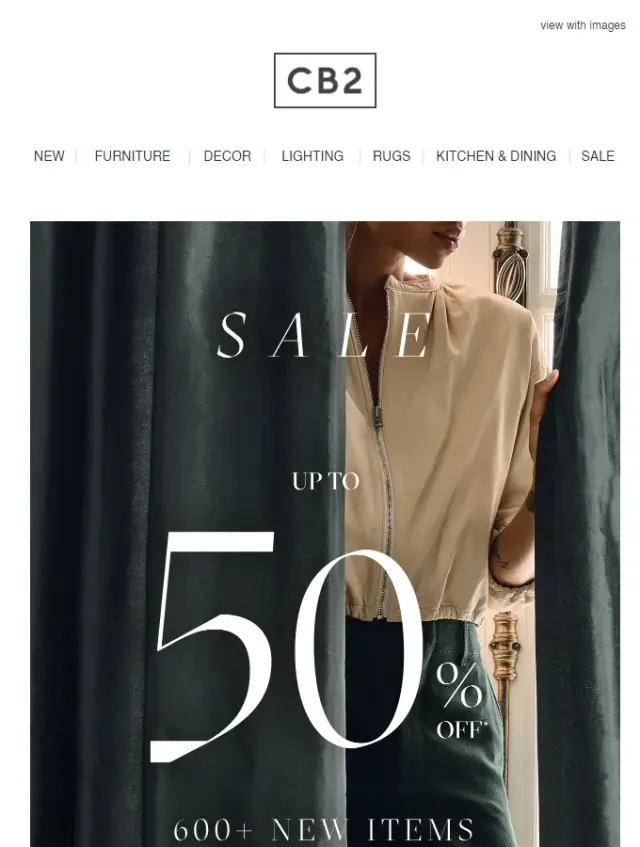 view with images
CB2
NEW | FURNITURE | DECOR | LIGHTING | RUGS | KITCHEN & DINING | SALE
SALE
UP TO
50%
OFF*
600+ NEW ITEMS